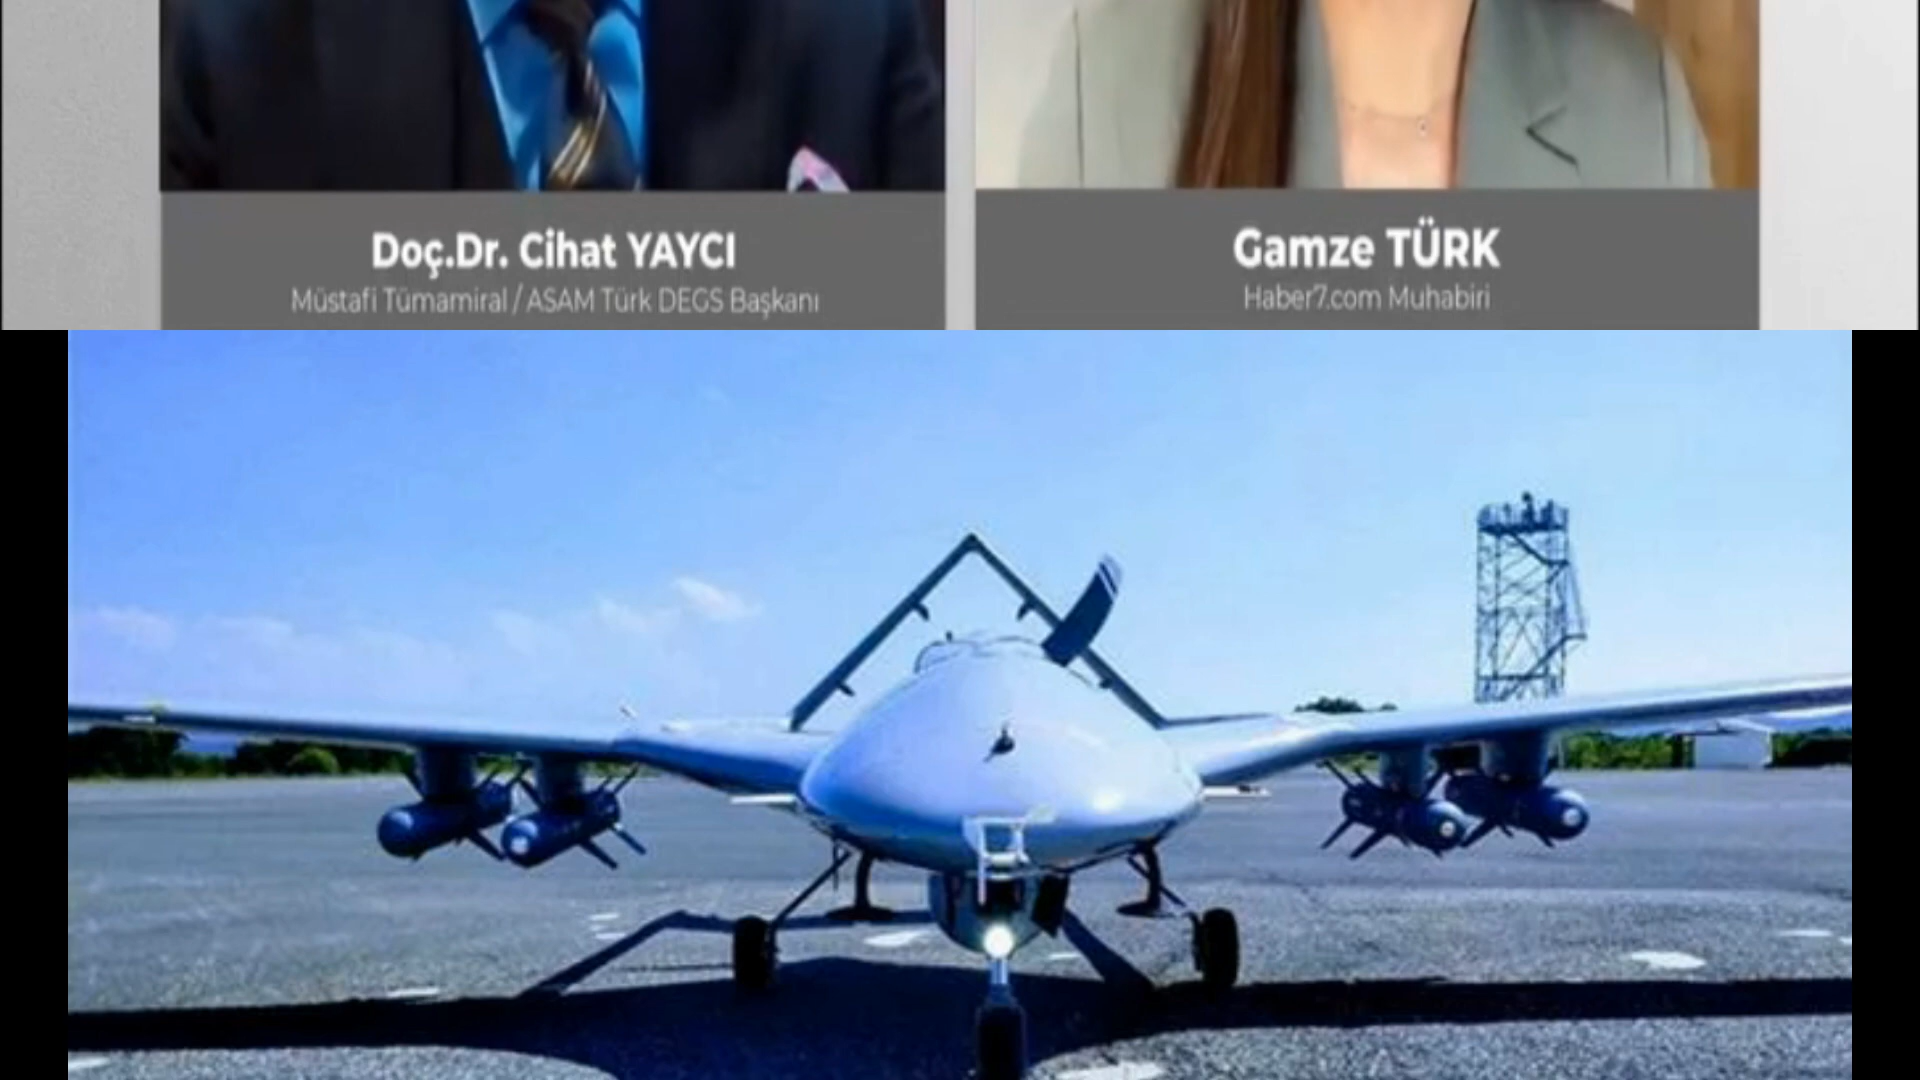 Doç.Dr. Cihat YAYCI
Müstafi Tümamiral / ASAM Türk DEGS Başkanı
Gamze TÜRK
Haber7.com Muhabiri